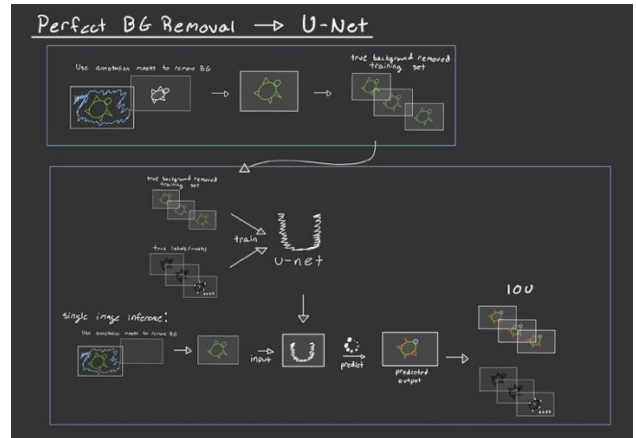 Perfect BG Removal → U-Net
Use annotation masks to remove BG
true background removed
training set
true background removed
training set
train
U-net
true labels/masks
single image inference:
Use annotation masks to remove BG
input
predict
predicted
output
IOU